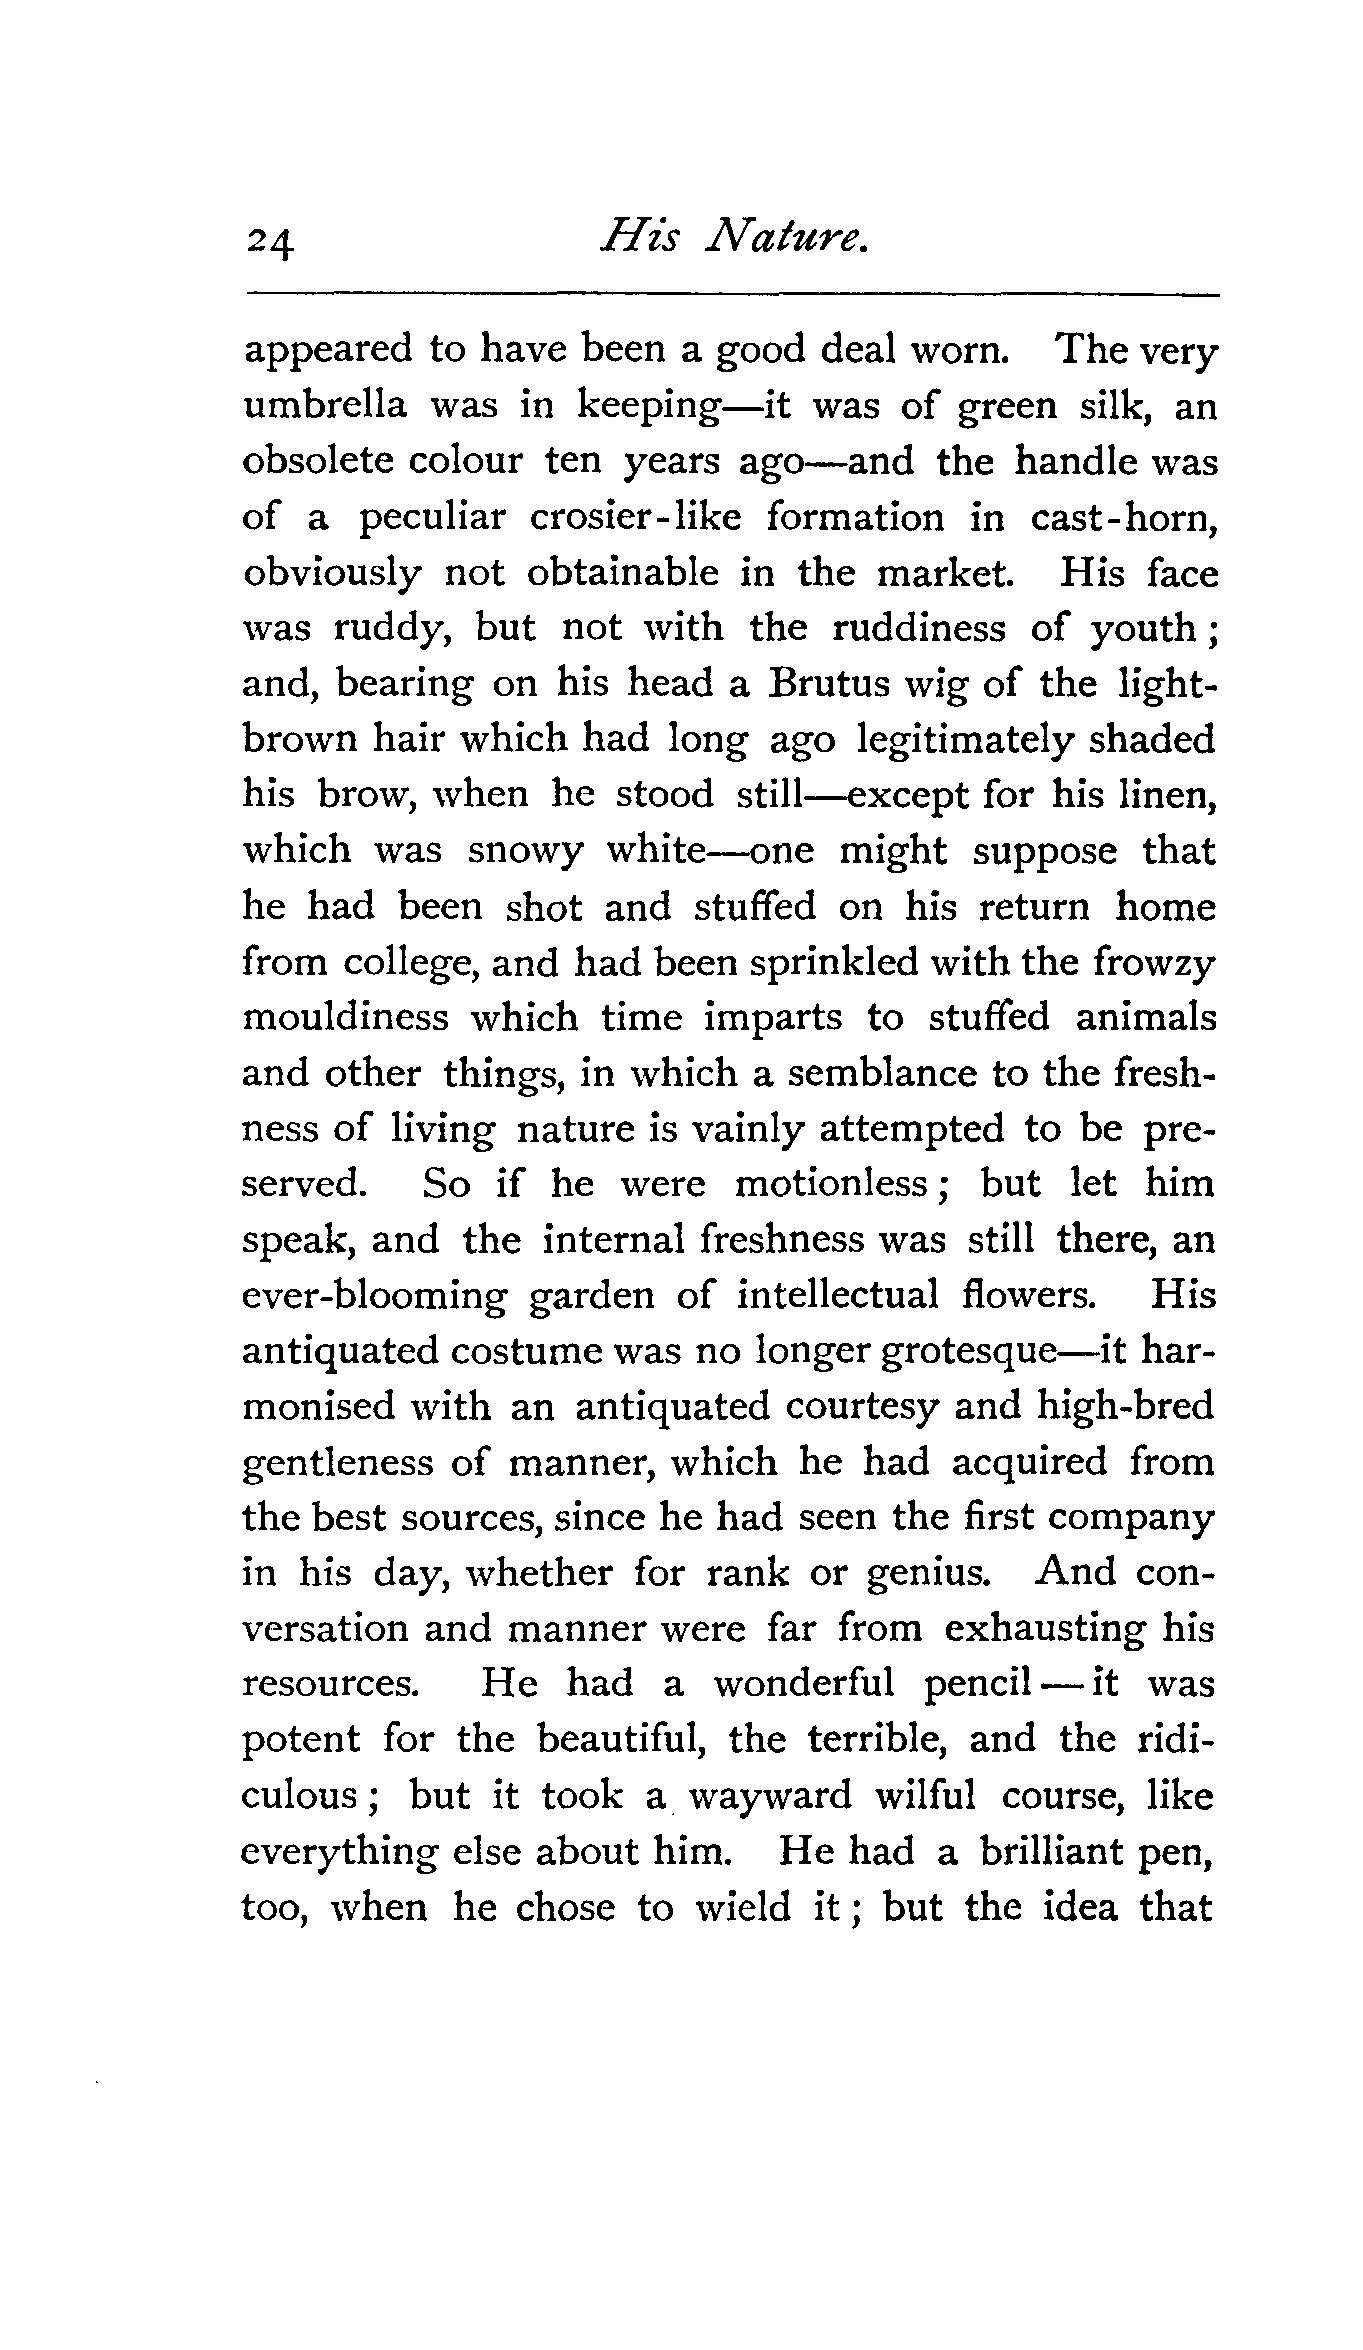 24 His Nature.
appeared to have been a good deal worn. The very
umbrella was in keeping—it was of green silk, an
obsolete colour ten years ago—and the handle was
of a peculiar crosier-like formation in cast-horn,
obviously not obtainable in the market. His face
was ruddy, but not with the ruddiness of youth ;
and, bearing on his head a Brutus wig of the light-
brown hair which had long ago legitimately shaded
his brow, when he stood still—except for his linen,
which was snowy white—one might suppose that
he had been shot and stuffed on his return home
from college, and had been sprinkled with the frowzy
mouldiness which time imparts to stuffed animals
and other things, in which a semblance to the fresh-
ness of living nature is vainly attempted to be pre-
served. So if he were motionless ; but let him
speak, and the internal freshness was still there, an
ever-blooming garden of intellectual flowers. His
antiquated costume was no longer grotesque—it har-
monised with an antiquated courtesy and high-bred
gentleness of manner, which he had acquired from
the best sources, since he had seen the first company
in his day, whether for rank or genius. And con-
versation and manner were far from exhausting his
resources. He had a wonderful pencil — it was
potent for the beautiful, the terrible, and the ridi-
culous ; but it took a wayward wilful course, like
everything else about him. He had a brilliant pen,
too, when he chose to wield it ; but the idea that